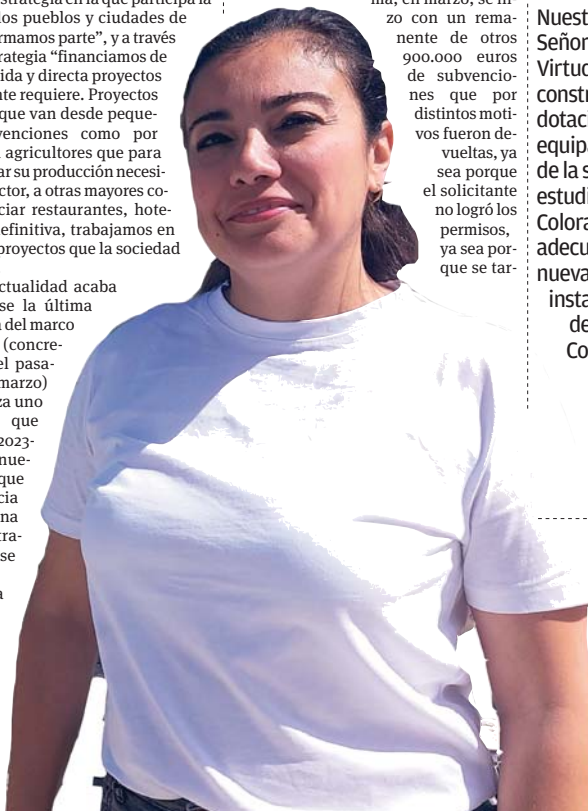 estrategia en la que participa la
los pueblos y ciudades de
rmamos parte”, y a través
rategia “financiamos de
ida y directa proyectos
nte requiere. Proyectos
que van desde peque-
venciones como por
agricultores que para
ar su producción necesi-
ctor, a otras mayores co-
ciar restaurantes, hote-
efinitiva, trabajamos en
proyectos que la sociedad
ctualidad acaba
se la última
del marco
(concre-
el pasa-
marzo)
za uno
que
2023-
nue-
que
cia
na
tra-
se
a
ma, en marzo, se hi-
zo con un rema-
nente de otros
900.000 euros
de subvencio-
nes que por
distintos moti-
vos fueron de-
vueltas, ya
sea porque
el solicitante
no logró los
permisos,
ya sea por-
que se tar-
Nuest
Señor
Virtud
constr
dotaci
equipa
de la s
estudi
Colora
adecu
nueva
insta
de
Co